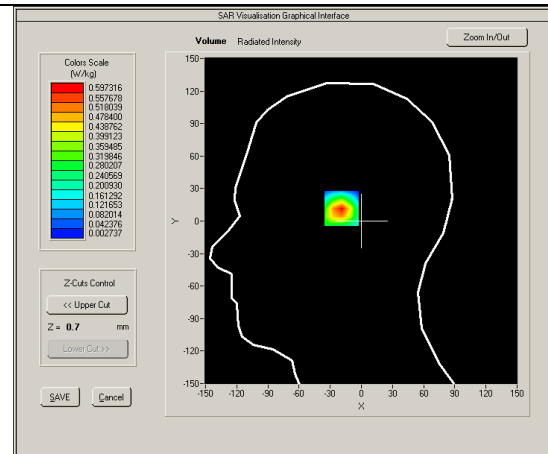 SAR Visualisation Graphical Interface
Volume Radiated Intensity
Zoom In/Out
Colors Scale
(W/kg)
0.597316
0.557678
0.518039
0.478400
0.438762
0.399123
0.359485
0.319846
0.280207
0.240569
0.200930
0.161292
0.121653
0.082014
0.042376
0.002737
Z-Cuts Control
<< Upper Cut
Z = 0.7 mm
Lower Cut >>
SAVE Cancel
150
120
90
60
30
0
-30
-60
-90
-120
-150
Y
-150 -120 -90 -60 -30 0 30 60 90 120 150
X